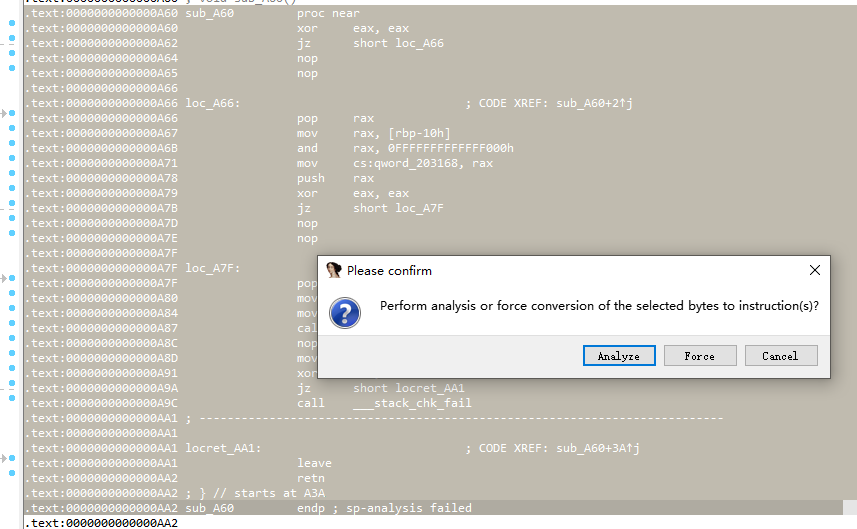 .text:0000000000000A60 ; void sub_A60()
.text:0000000000000A60 sub_A60 proc near
.text:0000000000000A60 xor eax, eax
.text:0000000000000A62 jz short loc_A66
.text:0000000000000A64 nop
.text:0000000000000A65 nop
.text:0000000000000A66
.text:0000000000000A66 loc_A66: ; CODE XREF: sub_A60+2↑j
.text:0000000000000A66 pop rax
.text:0000000000000A67 mov rax, [rbp-10h]
.text:0000000000000A6B and rax, 0FFFFFFFFFFFFF000h
.text:0000000000000A71 mov cs:qword_203168, rax
.text:0000000000000A78 push rax
.text:0000000000000A79 xor eax, eax
.text:0000000000000A7B jz short loc_A7F
.text:0000000000000A7D nop
.text:0000000000000A7E nop
.text:0000000000000A7F
.text:0000000000000A7F loc_A7F:
.text:0000000000000A7F pop
.text:0000000000000A80 mov
.text:0000000000000A84 mov
.text:0000000000000A87 cal
.text:0000000000000A8C nop
.text:0000000000000A8D mov
.text:0000000000000A91 xor
.text:0000000000000A9A jz short locret_AA1
.text:0000000000000A9C call ___stack_chk_fail
.text:0000000000000AA1 ; ---------------------------------------------------------------------------
.text:0000000000000AA1
.text:0000000000000AA1 locret_AA1: ; CODE XREF: sub_A60+3A↑j
.text:0000000000000AA1 leave
.text:0000000000000AA2 retn
.text:0000000000000AA2 ; } // starts at A3A
.text:0000000000000AA2 sub_A60 endp ; sp-analysis failed
.text:0000000000000AA2
Please confirm
Perform analysis or force conversion of the selected bytes to instruction(s)?
Analyze
Force
Cancel